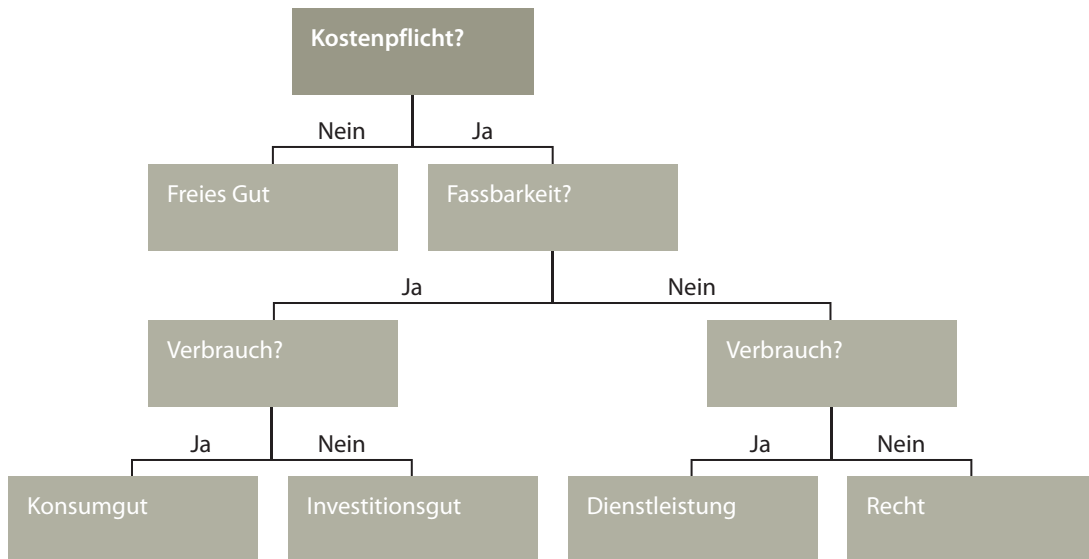 Kostenpflicht?
Nein
Ja
Freies Gut
Fassbarkeit?
Ja
Nein
Verbrauch?
Verbrauch?
Ja
Nein
Ja
Nein
Konsumgut
Investitionsgut
Dienstleistung
Recht